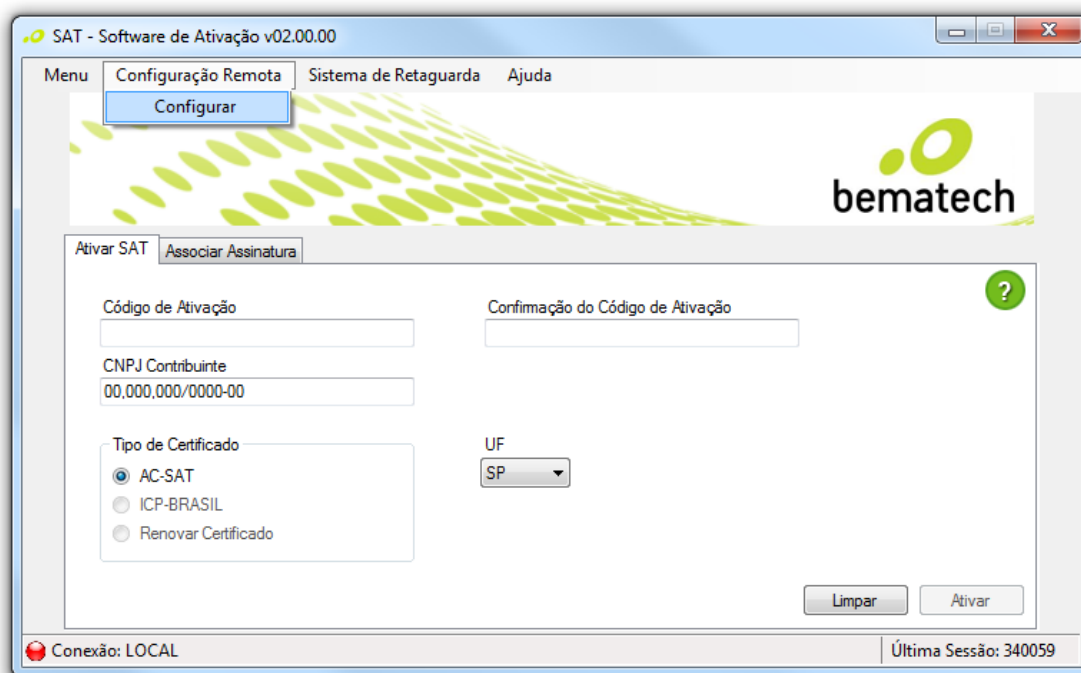 SAT - Software de Ativação v02.00.00
Menu Configuração Remota Sistema de Retaguarda Ajuda
Configurar
bematech
Ativar SAT Associar Assinatura
?
Código de Ativação Confirmação do Código de Ativação
CNPJ Contribuinte
00,000,000/0000-00
Tipo de Certificado UF
AC-SAT SP
ICP-BRASIL
Renovar Certificado
Limpar Ativar
Conexão: LOCAL Última Sessão: 340059